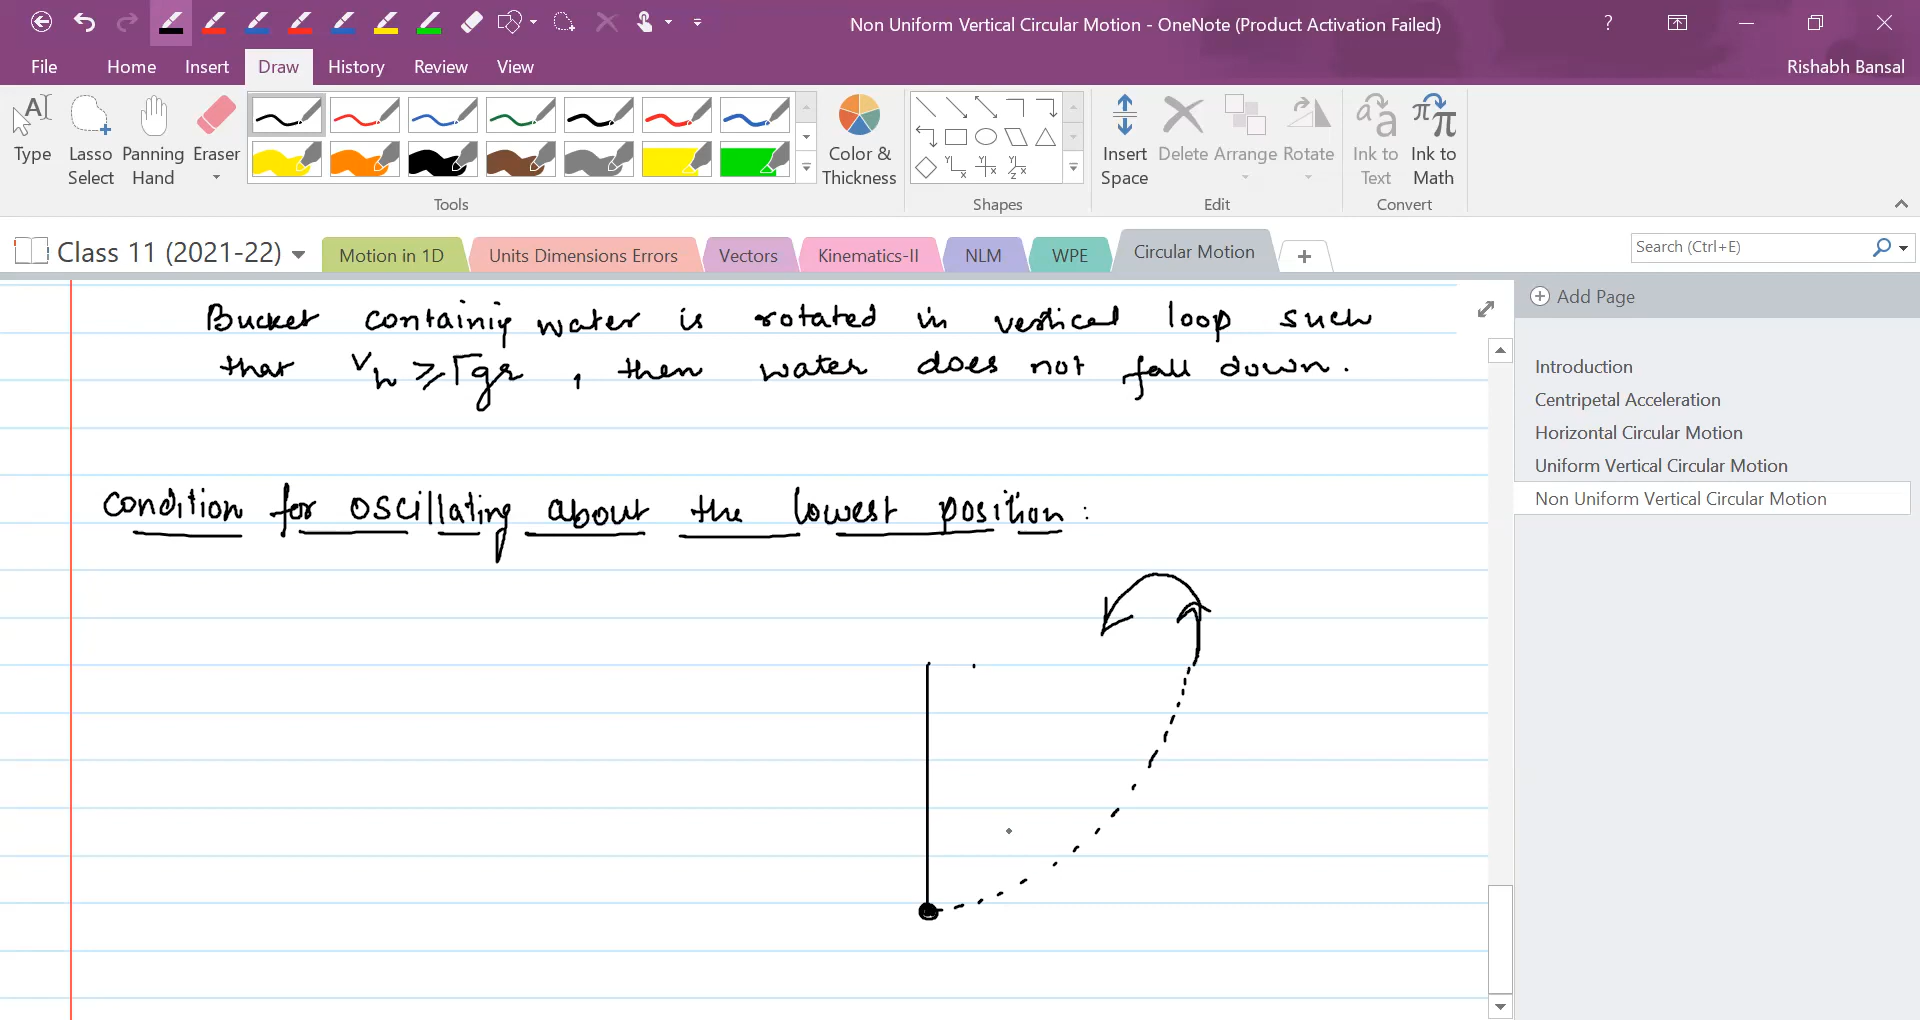 Non Uniform Vertical Circular Motion - OneNote (Product Activation Failed)
?
File Home Insert Draw History Review View
Rishabh Bansal
Type
Lasso Select
Panning Hand
Eraser
Color & Thickness
Insert Space
Delete
Arrange
Rotate
Ink to Text
Ink to Math
Tools
Shapes
Edit
Convert
Class 11 (2021-22)
Motion in 1D
Units Dimensions Errors
Vectors
Kinematics-II
NLM
WPE
Circular Motion
Search (Ctrl+E)
Add Page
Introduction
Centripetal Acceleration
Horizontal Circular Motion
Uniform Vertical Circular Motion
Non Uniform Vertical Circular Motion
Bucket containing water is rotated in vertical loop such
that Vh ≥ √gr , then water does not fall down.
Condition for oscillating about the lowest position :